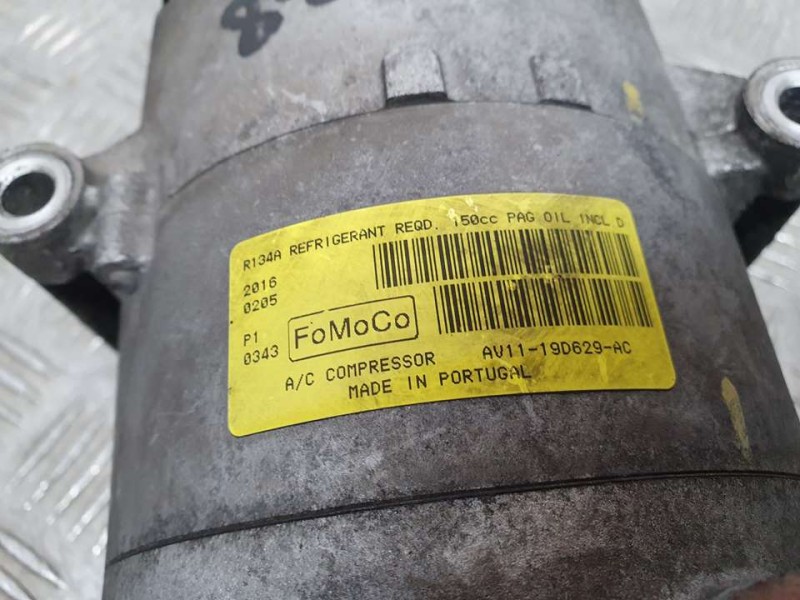 8
R134A REFRIGERANT REQD. 150cc PAG OIL INCL D
2016
0205
P1
0343
FoMoCo
A/C COMPRESSOR AV11-19D629-AC
MADE IN PORTUGAL